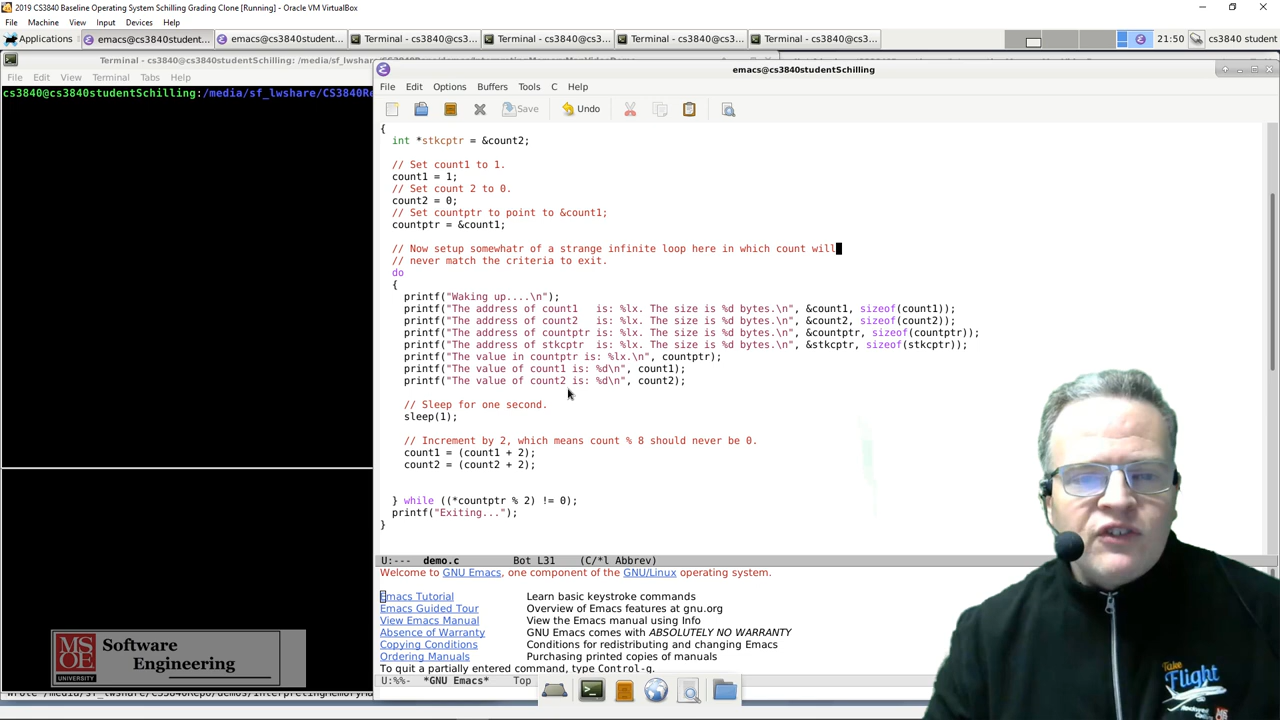 2019 CS3840 Baseline Operating System Schilling Grading Clone [Running] - Oracle VM VirtualBox
File Machine View Input Devices Help
Applications emacs@cs3840student... emacs@cs3840student... Terminal - cs3840@cs3... Terminal - cs3840@cs3... Terminal - cs3840@cs3... Terminal - cs3840@cs3... 21:50 cs3840 student
Terminal - cs3840@cs3840studentSchilling:
File Edit View Terminal Tabs Help
cs3840@cs3840studentSchilling:/media/sf_lwshare/CS3840Re
emacs@cs3840studentSchilling
File Edit Options Buffers Tools C Help
Save Undo
{
int *stkcptr = &count2;
// Set count1 to 1.
count1 = 1;
// Set count 2 to 0.
count2 = 0;
// Set countptr to point to &count1;
countptr = &count1;
// Now setup somewhatr of a strange infinite loop here in which count will
// never match the criteria to exit.
do
{
printf("Waking up....\n");
printf("The address of count1   is: %lx. The size is %d bytes.\n", &count1, sizeof(count1));
printf("The address of count2   is: %lx. The size is %d bytes.\n", &count2, sizeof(count2));
printf("The address of countptr is: %lx. The size is %d bytes.\n", &countptr, sizeof(countptr));
printf("The address of stkcptr  is: %lx. The size is %d bytes.\n", &stkcptr, sizeof(stkcptr));
printf("The value in countptr is: %lx.\n", countptr);
printf("The value of count1 is: %d\n", count1);
printf("The value of count2 is: %d\n", count2);
// Sleep for one second.
sleep(1);
// Increment by 2, which means count % 8 should never be 0.
count1 = (count1 + 2);
count2 = (count2 + 2);
} while ((*countptr % 2) != 0);
printf("Exiting...");
}
U:--- demo.c Bot L31 (C/*l Abbrev)
Welcome to GNU Emacs, one component of the GNU/Linux operating system.
Emacs Tutorial Learn basic keystroke commands
Emacs Guided Tour Overview of Emacs features at gnu.org
View Emacs Manual View the Emacs manual using Info
Absence of Warranty GNU Emacs comes with ABSOLUTELY NO WARRANTY
Copying Conditions Conditions for redistributing and changing Emacs
Ordering Manuals Purchasing printed copies of manuals
To quit a partially entered command, type Control-g.
U:%%- *GNU Emacs* Top
MSOE UNIVERSITY
Software
Engineering
Take
Flight